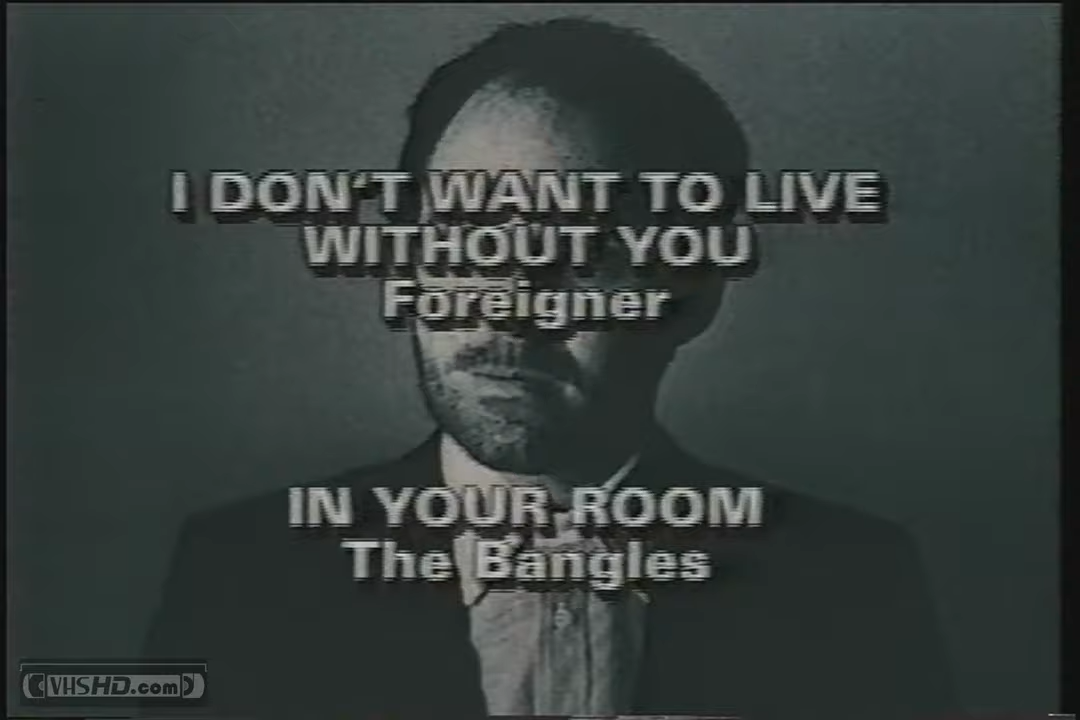 I DON'T WANT TO LIVE
WITHOUT YOU
Foreigner
IN YOUR ROOM
The Bangles
VHSHD.com